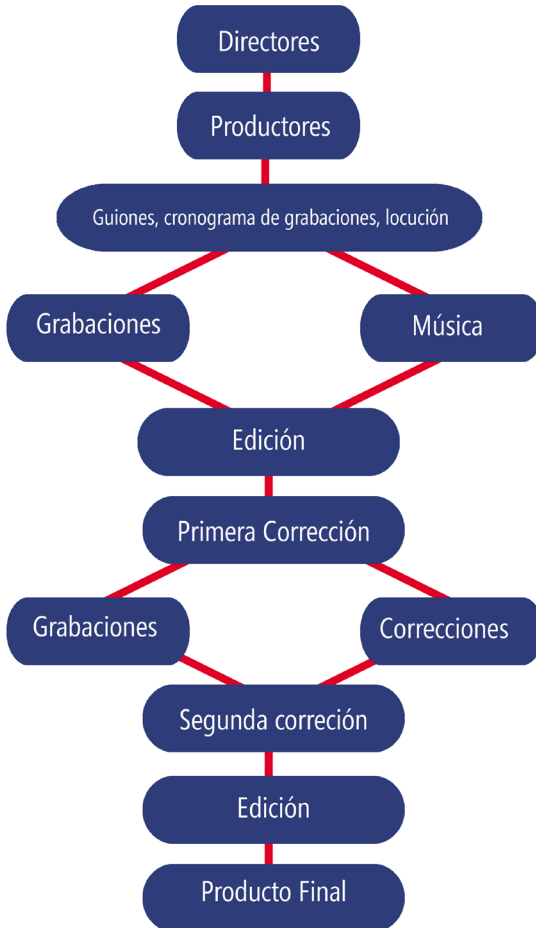 Directores
Productores
Guiones, cronograma de grabaciones, locución
Grabaciones
Música
Edición
Primera Corrección
Grabaciones
Correcciones
Segunda correción
Edición
Producto Final